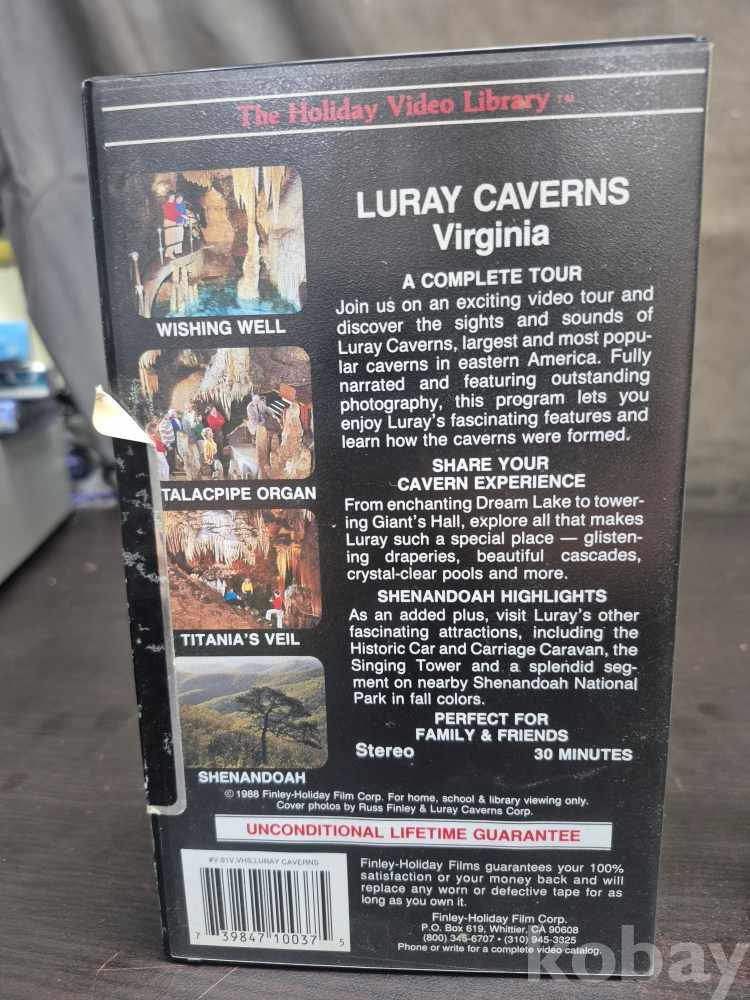 The Holiday Video Library ™
LURAY CAVERNS
Virginia
A COMPLETE TOUR
Join us on an exciting video tour and
discover the sights and sounds of
Luray Caverns, largest and most popu-
lar caverns in eastern America. Fully
narrated and featuring outstanding
photography, this program lets you
enjoy Luray's fascinating features and
learn how the caverns were formed.
SHARE YOUR
CAVERN EXPERIENCE
From enchanting Dream Lake to tower-
ing Giant's Hall, explore all that makes
Luray such a special place — glisten-
ing draperies, beautiful cascades,
crystal-clear pools and more.
SHENANDOAH HIGHLIGHTS
As an added plus, visit Luray's other
fascinating attractions, including the
Historic Car and Carriage Caravan, the
Singing Tower and a splendid seg-
ment on nearby Shenandoah National
Park in fall colors.
PERFECT FOR
FAMILY & FRIENDS
Stereo 30 MINUTES
WISHING WELL
TALACPIPE ORGAN
TITANIA'S VEIL
SHENANDOAH
© 1988 Finley-Holiday Film Corp. For home, school & library viewing only.
Cover photos by Russ Finley & Luray Caverns Corp.
UNCONDITIONAL LIFETIME GUARANTEE
#V-91V,VHS,LURAY CAVERNS
7 39847 10037 5
Finley-Holiday Films guarantees your 100%
satisfaction or your money back and will
replace any worn or defective tape for as
long as you own it.
Finley-Holiday Film Corp.
P.O. Box 619, Whittier, CA 90608
(800) 345-6707 • (310) 945-3325
Phone or write for a complete video catalog.
kobay